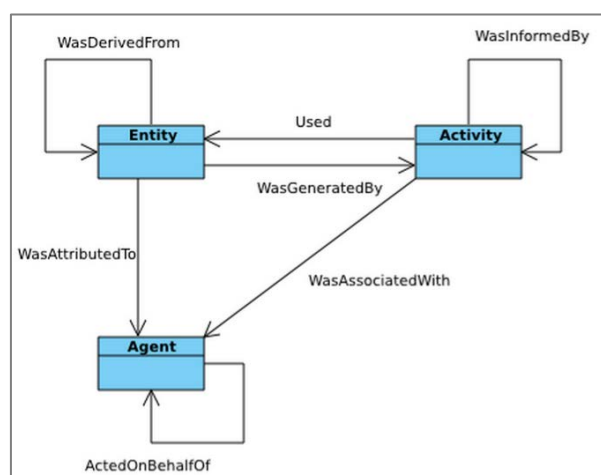 WasDerivedFrom
WasInformedBy
Entity
Used
Activity
WasGeneratedBy
WasAttributedTo
WasAssociatedWith
Agent
ActedOnBehalfOf